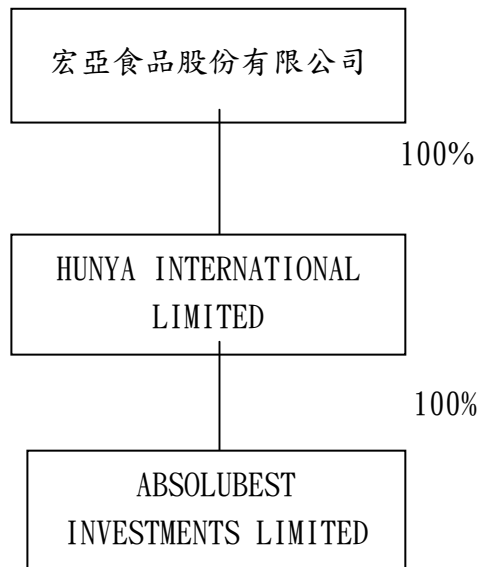 宏亞食品股份有限公司
100%
HUNYA INTERNATIONAL
LIMITED
100%
ABSOLUBEST
INVESTMENTS LIMITED